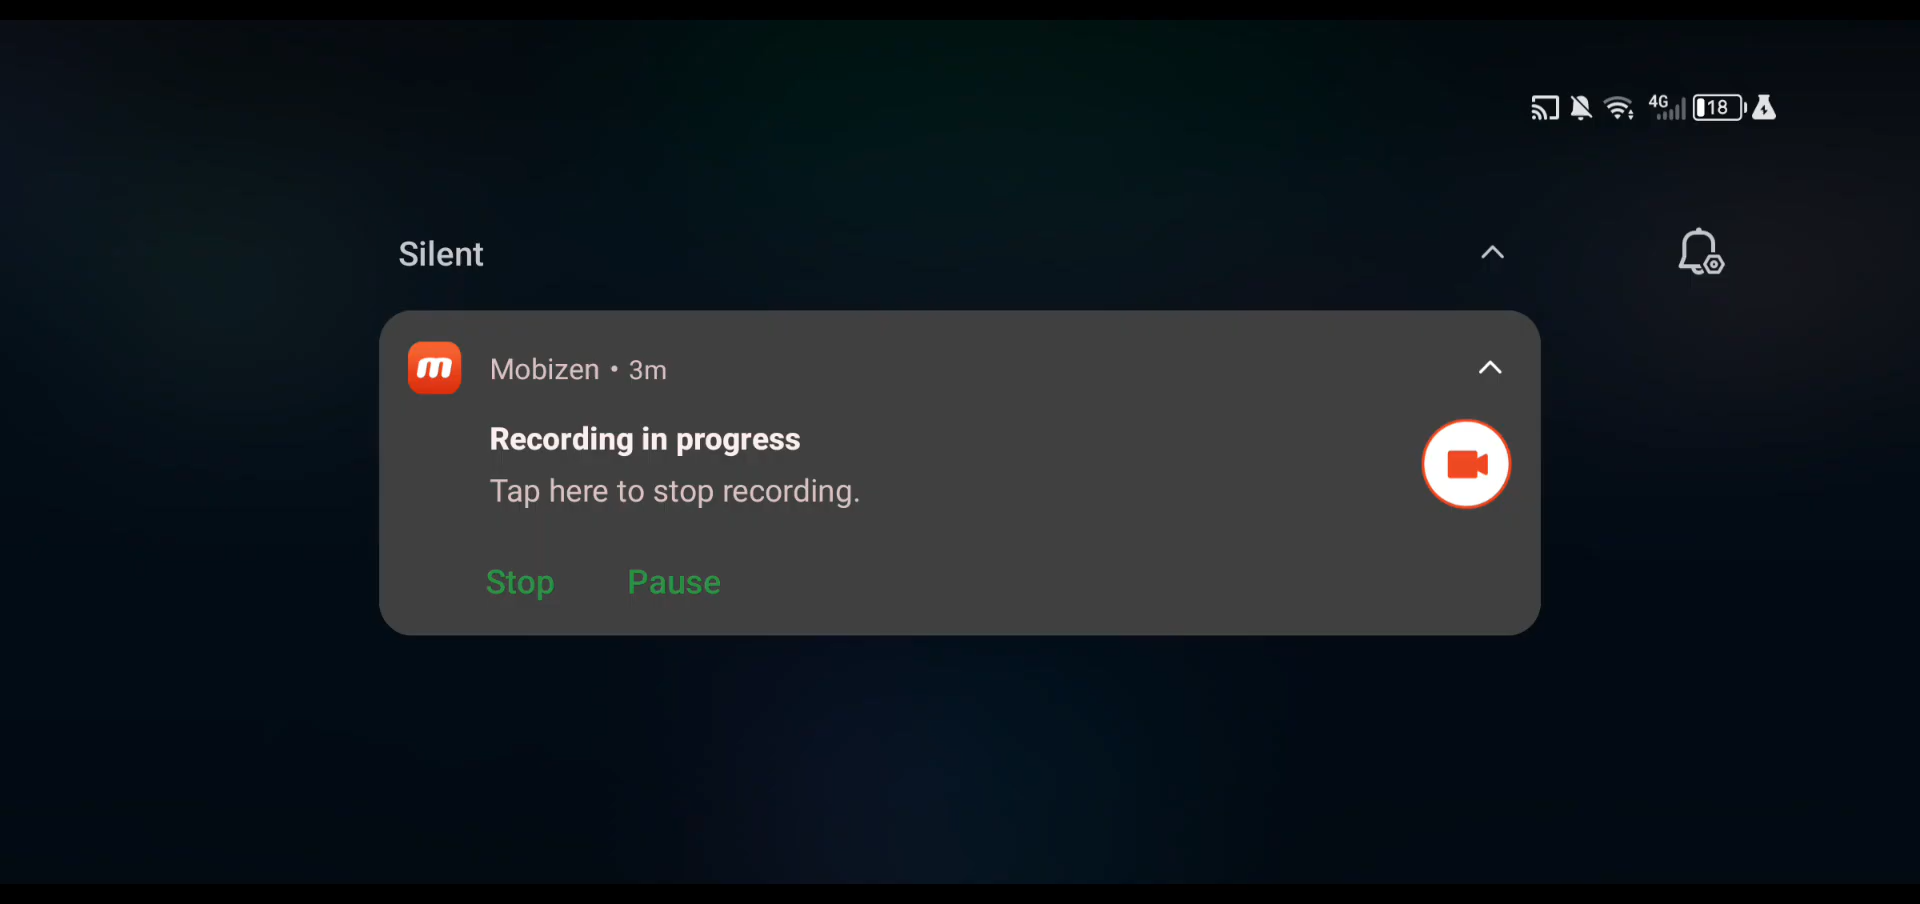 4G 18
Silent
m Mobizen • 3m
Recording in progress
Tap here to stop recording.
Stop Pause